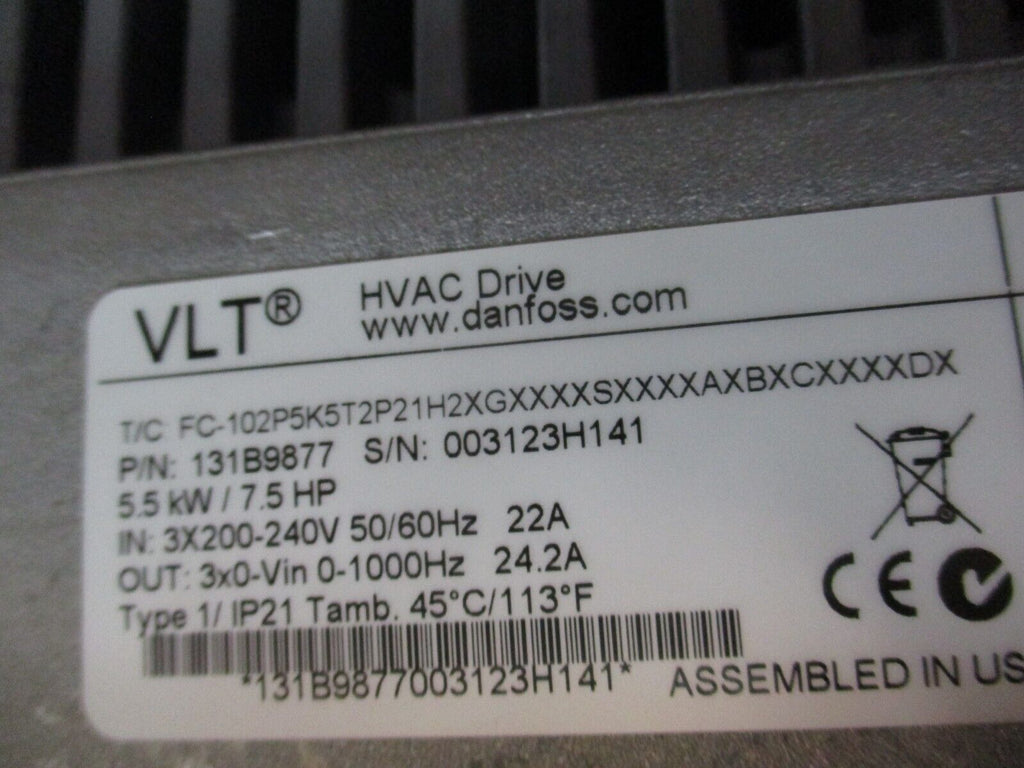 VLT® HVAC Drive
www.danfoss.com
T/C: FC-102P5K5T2P21H2XGXXXXSXXXXAXBXCXXXXDX
P/N: 131B9877 S/N: 003123H141
5.5 kW / 7.5 HP
IN: 3X200-240V 50/60Hz 22A
OUT: 3x0-Vin 0-1000Hz 24.2A
Type 1/ IP21 Tamb. 45°C/113°F
CE
*131B9877003123H141*
ASSEMBLED IN US